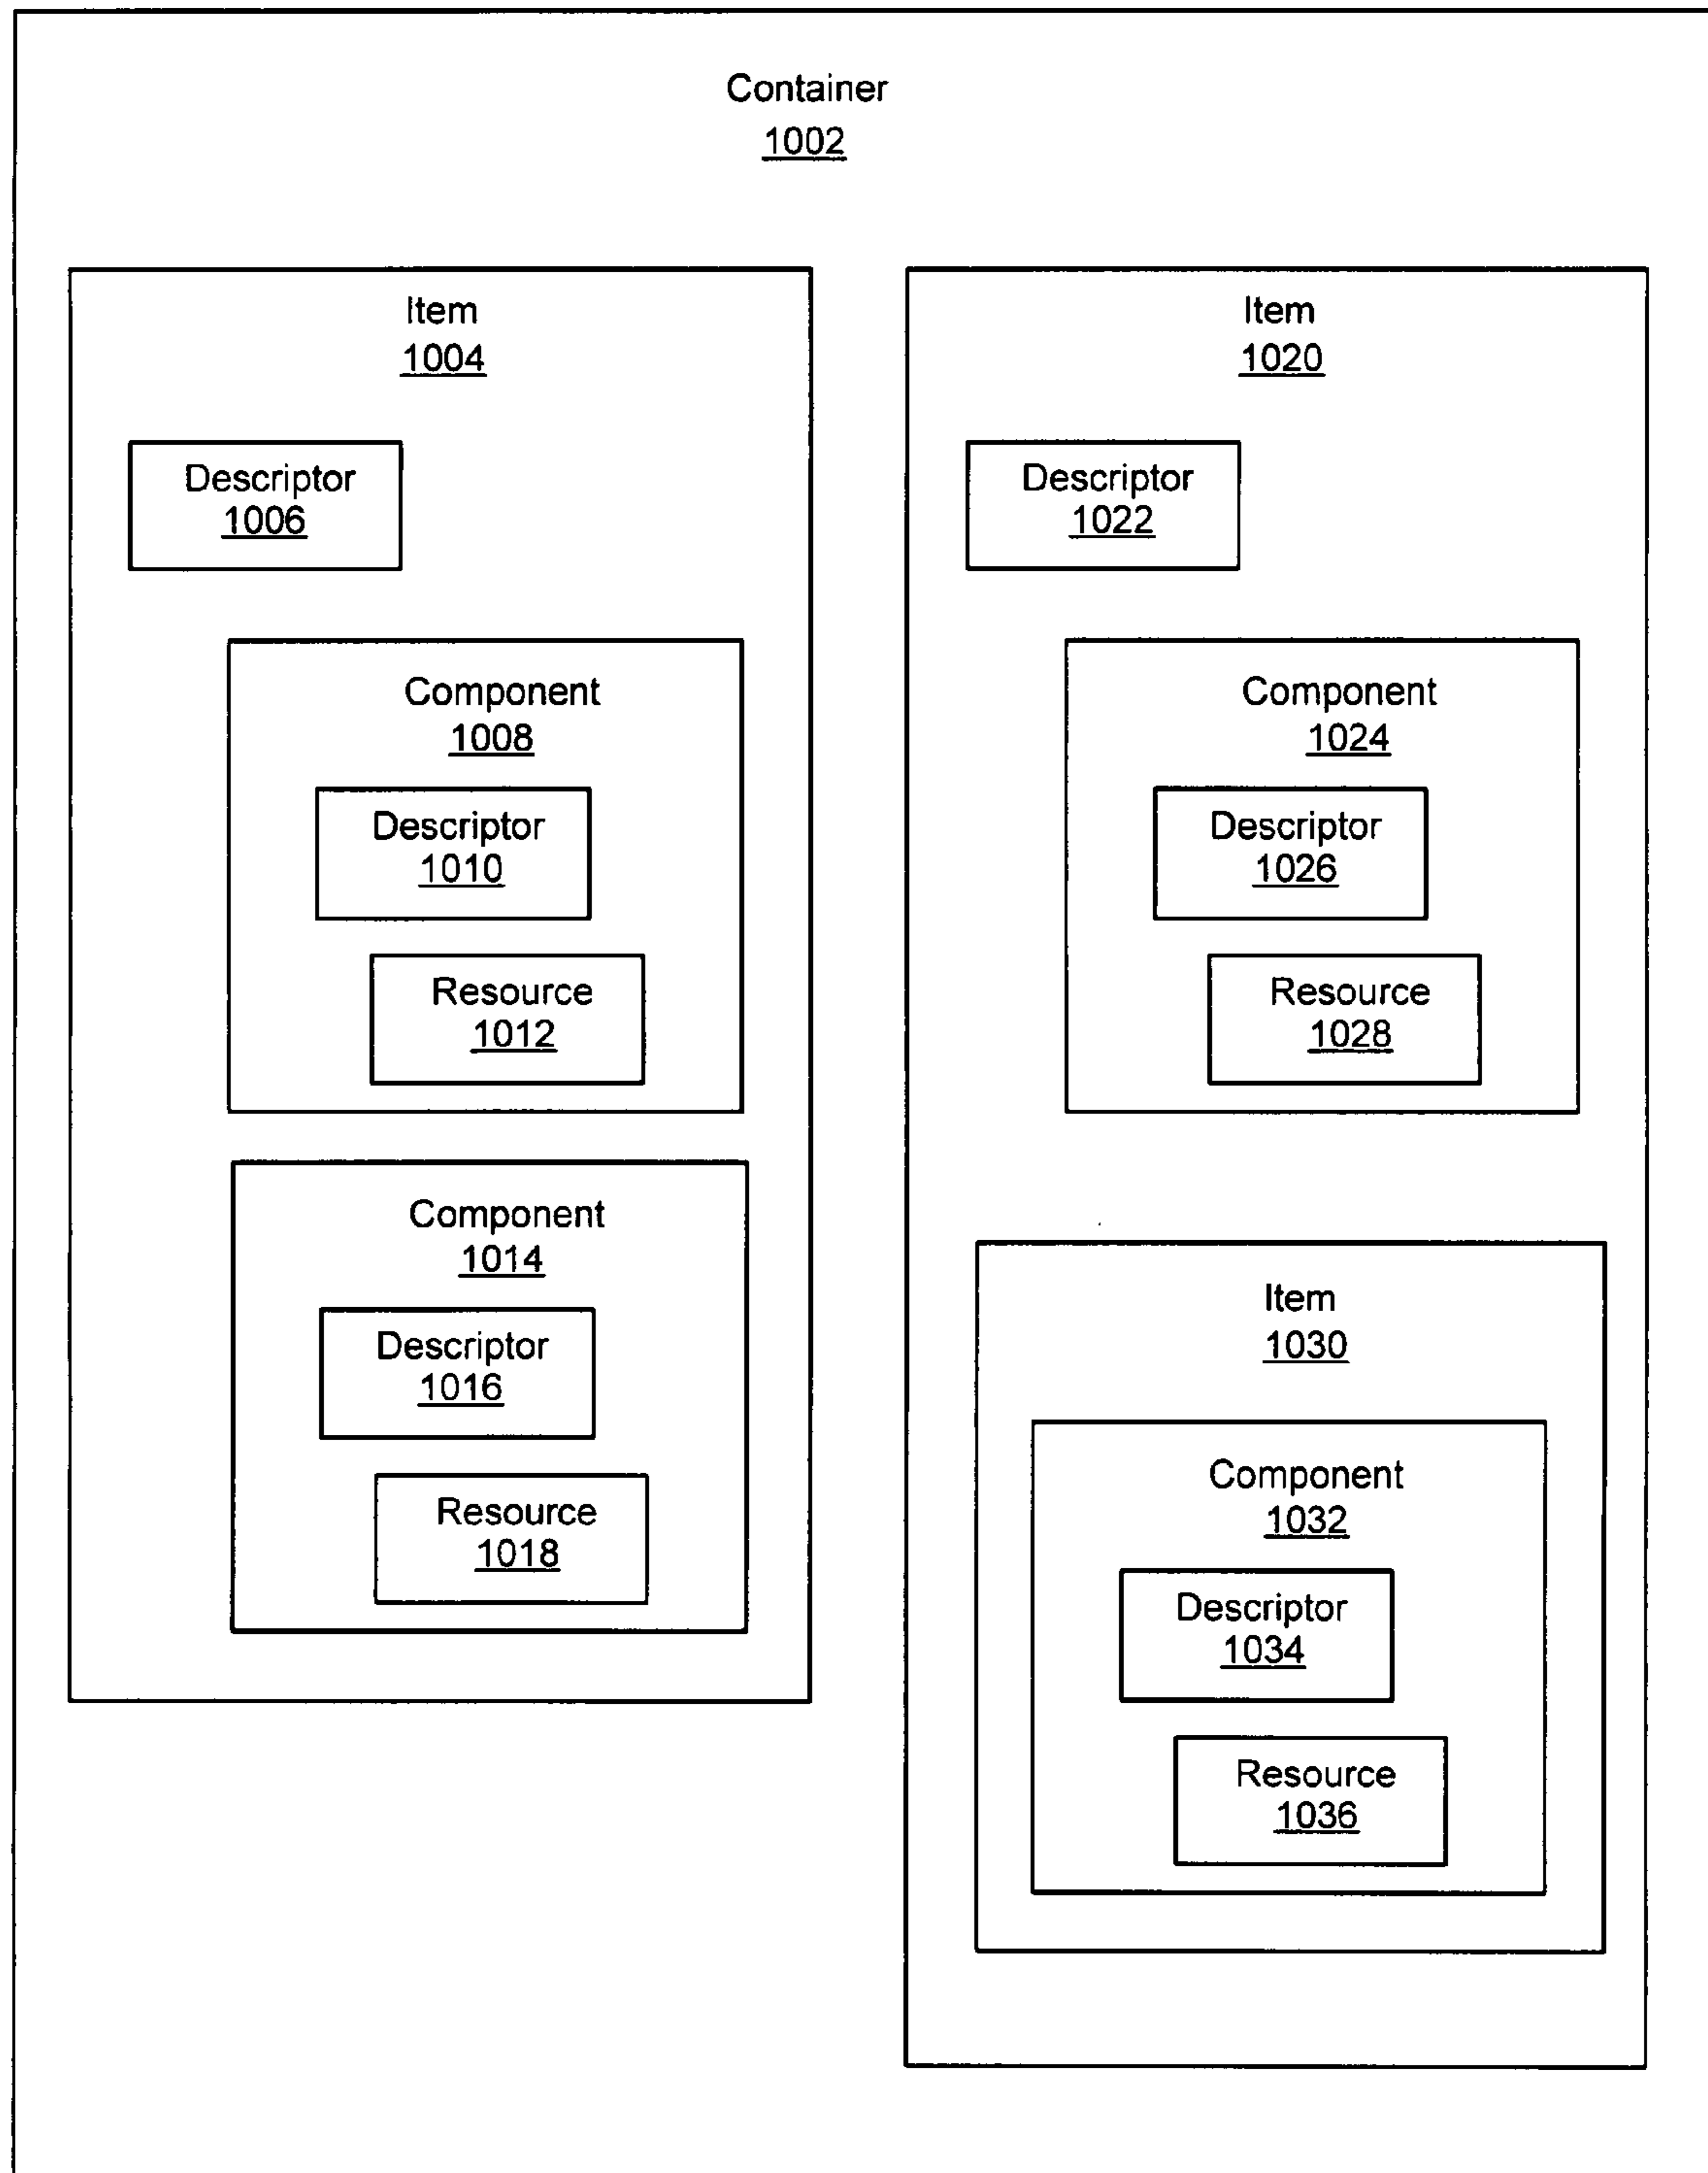 Container
1002
Item
1004
Descriptor
1006
Component
1008
Descriptor
1010
Resource
1012
Component
1014
Descriptor
1016
Resource
1018
Item
1020
Descriptor
1022
Component
1024
Descriptor
1026
Resource
1028
Item
1030
Component
1032
Descriptor
1034
Resource
1036